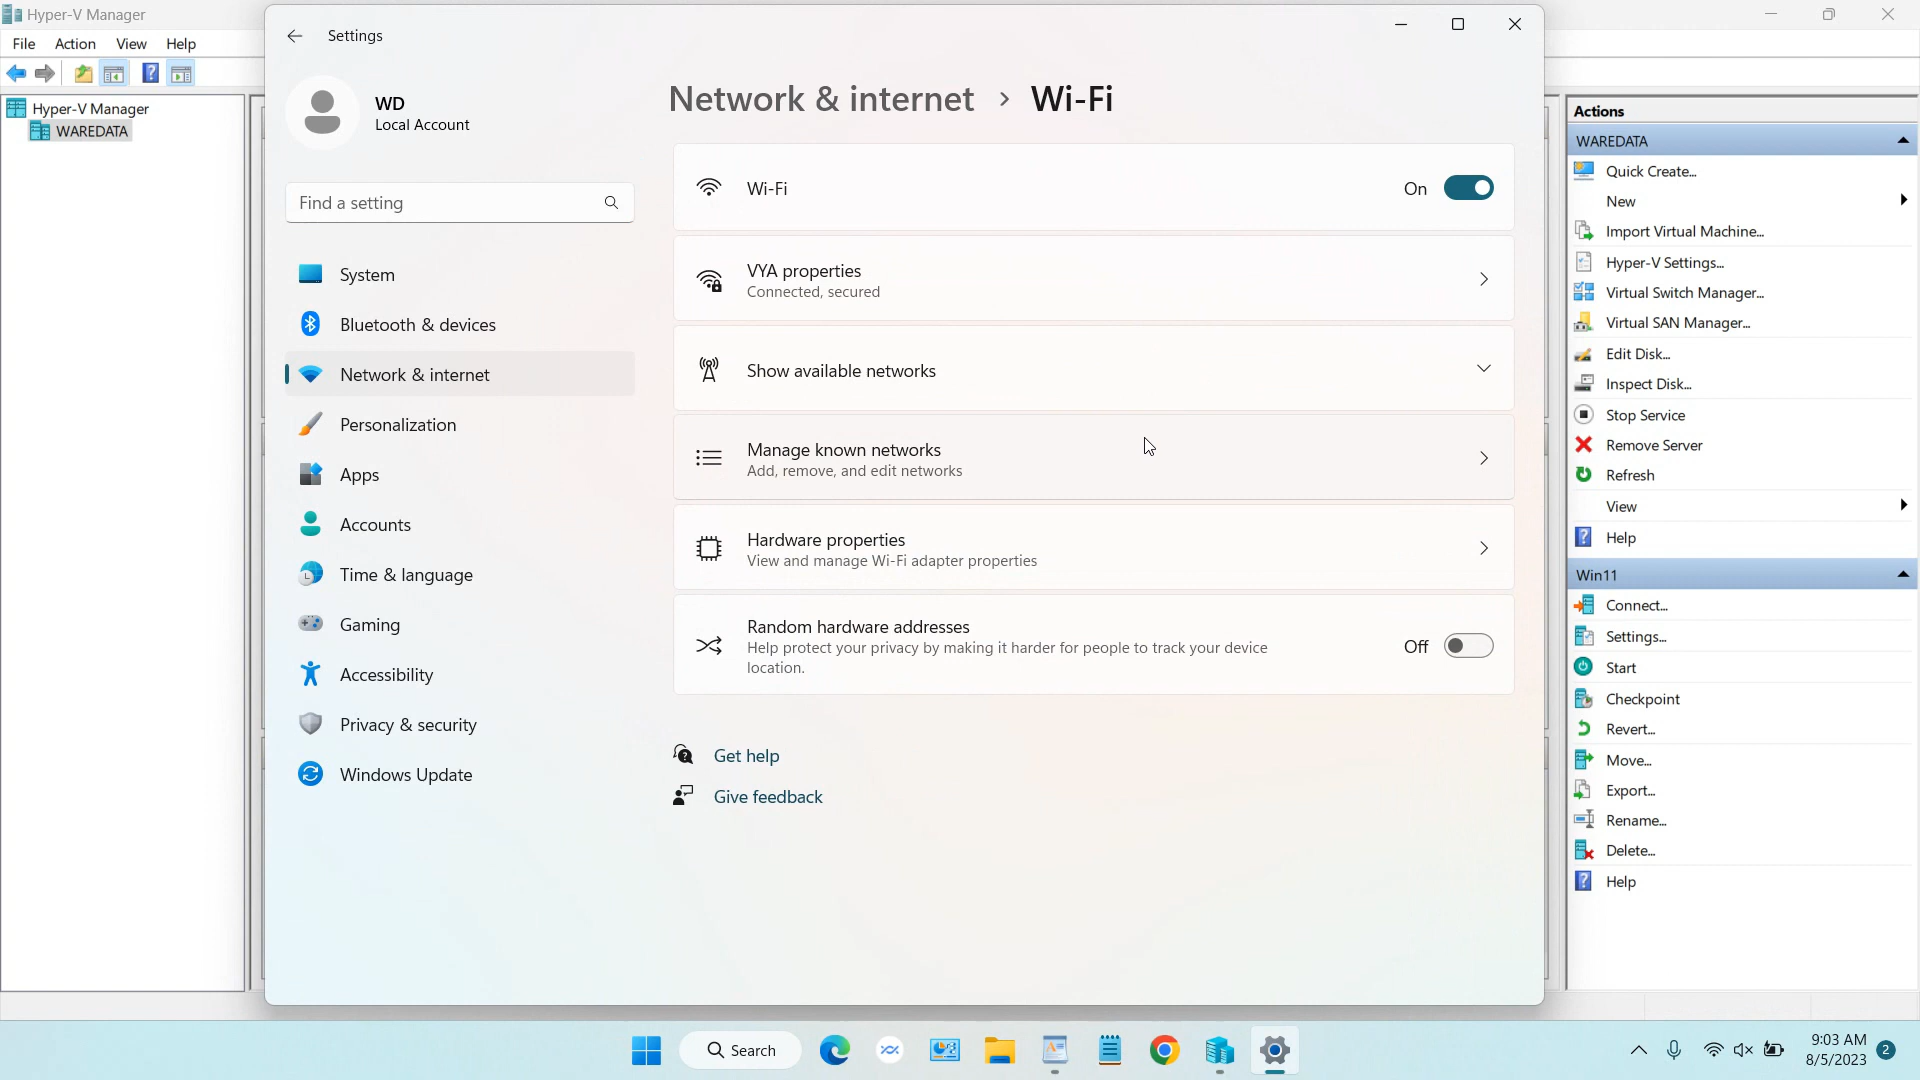 Hyper-V Manager
File Action View Help
Hyper-V Manager
WAREDATA
Settings
WD
Local Account
Find a setting
System
Bluetooth & devices
Network & internet
Personalization
Apps
Accounts
Time & language
Gaming
Accessibility
Privacy & security
Windows Update
Network & internet > Wi-Fi
Wi-Fi
On
VYA properties
Connected, secured
Show available networks
Manage known networks
Add, remove, and edit networks
Hardware properties
View and manage Wi-Fi adapter properties
Random hardware addresses
Help protect your privacy by making it harder for people to track your device
location.
Off
Get help
Give feedback
Actions
WAREDATA
Quick Create...
New
Import Virtual Machine...
Hyper-V Settings...
Virtual Switch Manager...
Virtual SAN Manager...
Edit Disk...
Inspect Disk...
Stop Service
Remove Server
Refresh
View
Help
Win11
Connect...
Settings...
Start
Checkpoint
Revert...
Move...
Export...
Rename...
Delete...
Help
Search
9:03 AM
8/5/2023
2